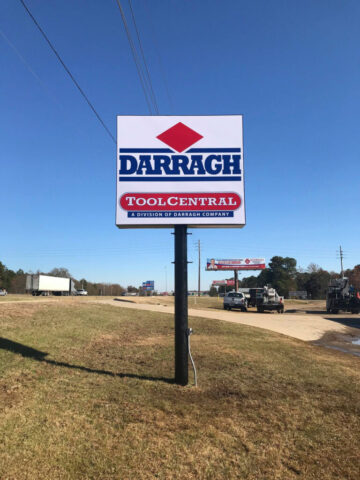 DARRAGH
TOOLCENTRAL
A DIVISION OF DARRAGH COMPANY